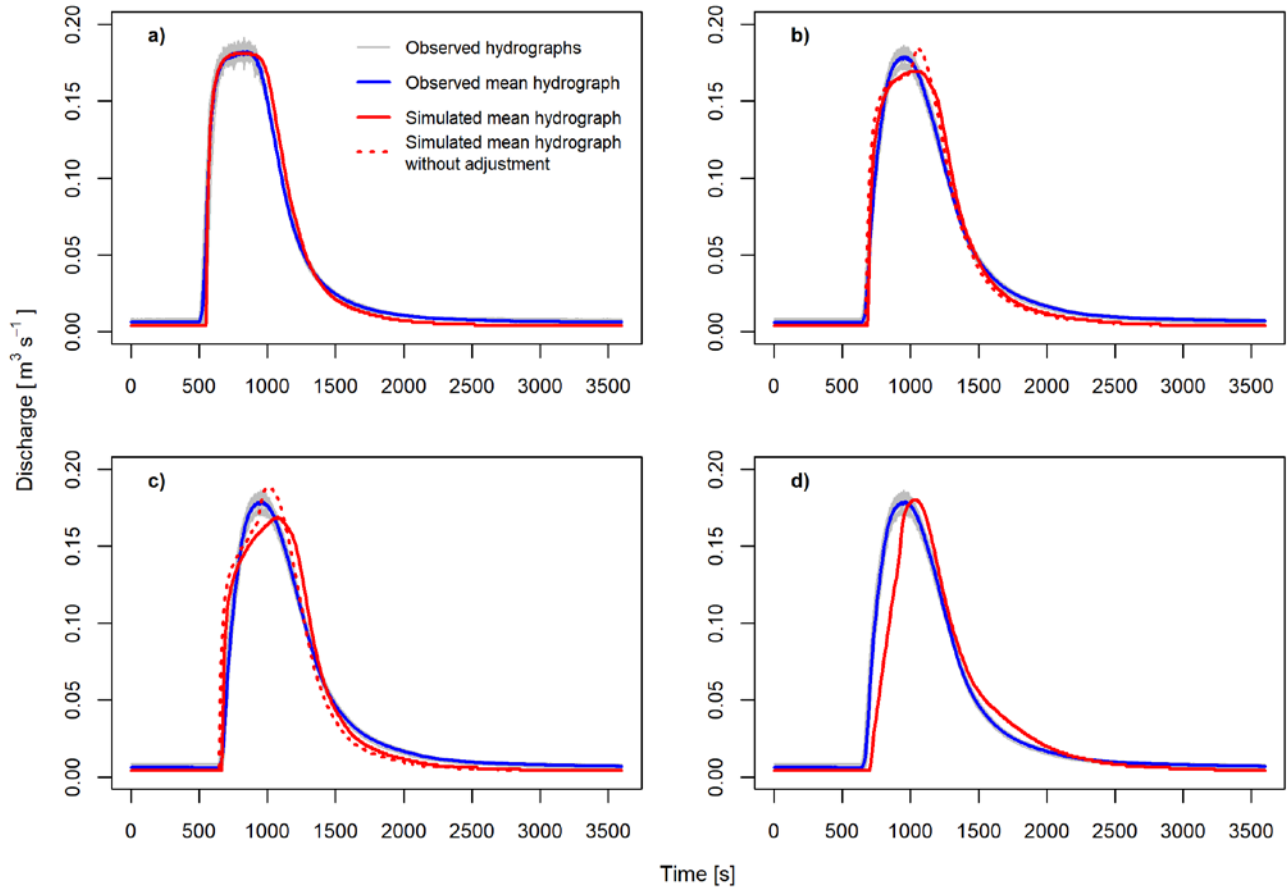 a)
Observed hydrographs
Observed mean hydrograph
Simulated mean hydrograph
Simulated mean hydrograph
without adjustment
0.20
0.15
0.10
0.05
0.00
0 500 1000 1500 2000 2500 3000 3500
b)
0.20
0.15
0.10
0.05
0.00
0 500 1000 1500 2000 2500 3000 3500
Discharge [ m³ s⁻¹ ]
c)
0.20
0.15
0.10
0.05
0.00
0 500 1000 1500 2000 2500 3000 3500
d)
0.20
0.15
0.10
0.05
0.00
0 500 1000 1500 2000 2500 3000 3500
Time [s]